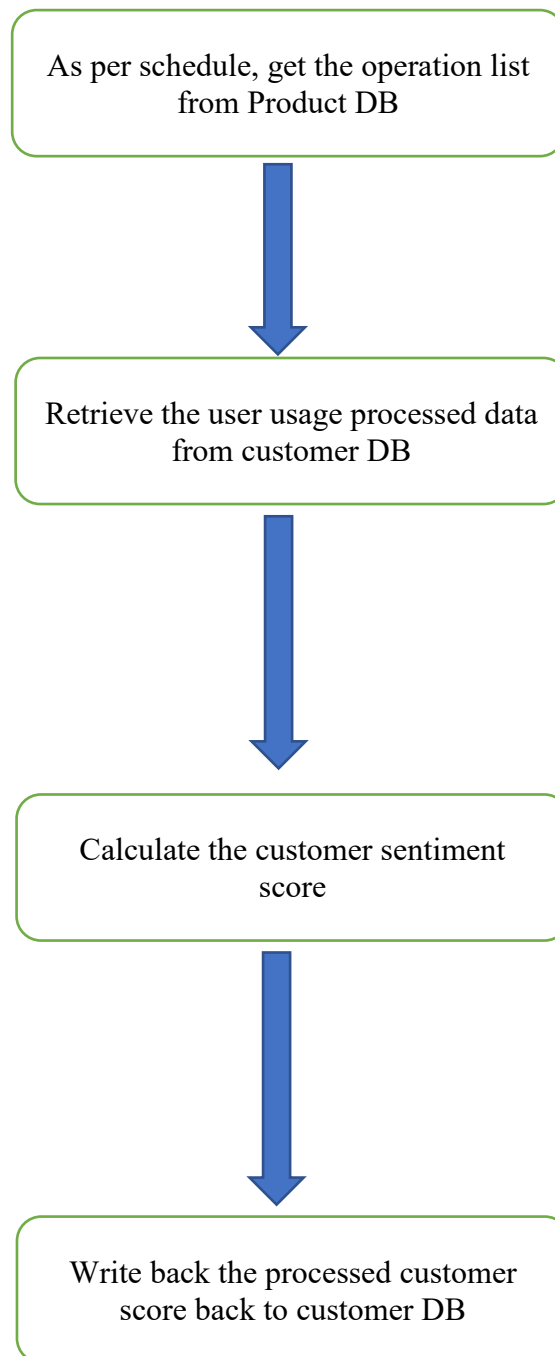 As per schedule, get the operation list
from Product DB
Retrieve the user usage processed data
from customer DB
Calculate the customer sentiment
score
Write back the processed customer
score back to customer DB